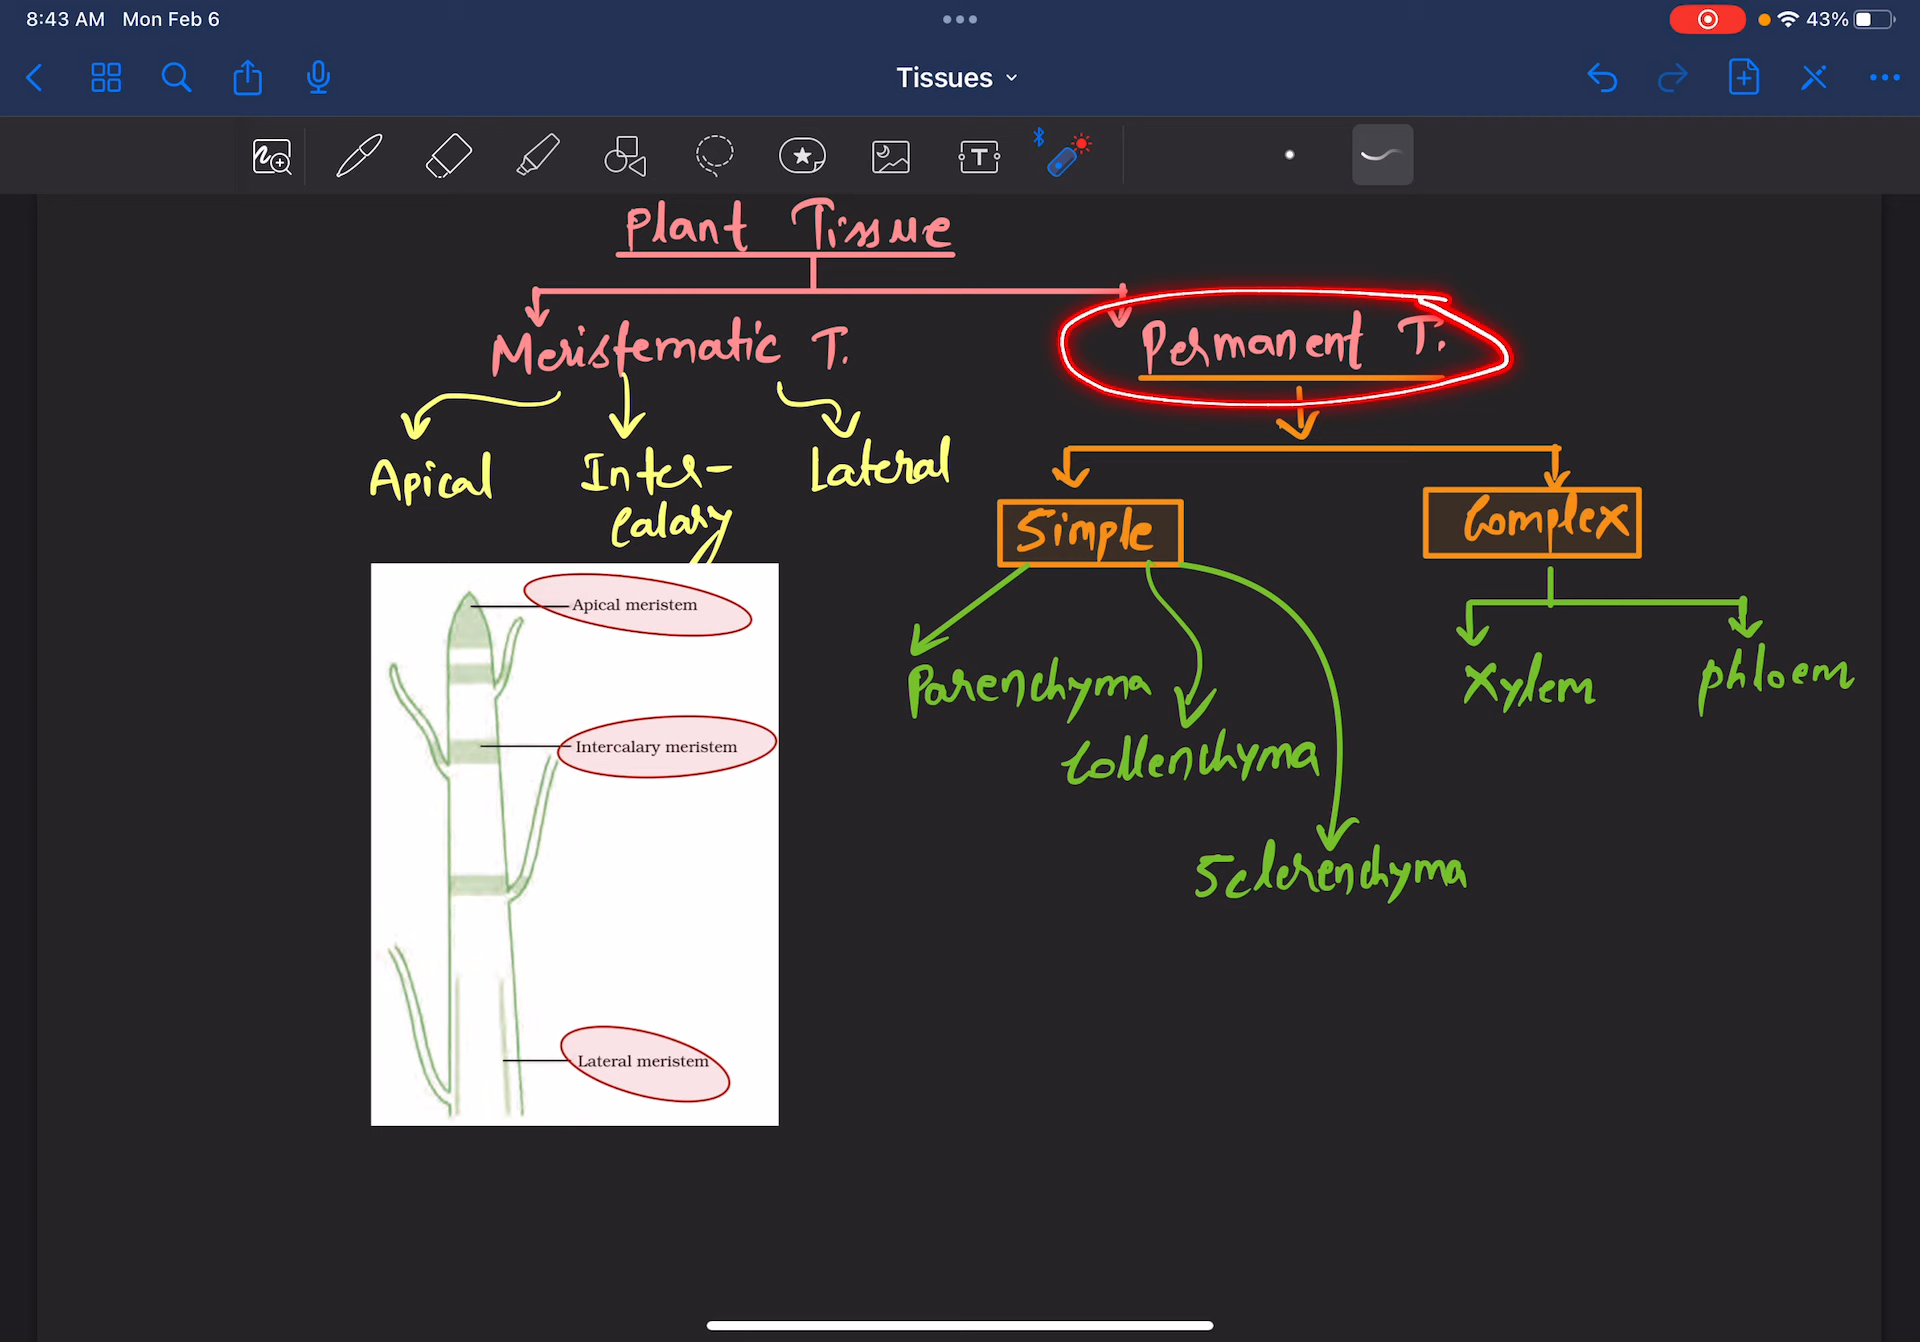 8:43 AM Mon Feb 6
43%
Tissues
T
Plant Tissue
Meristematic T.
Permanent T.
Apical
Inter-
calary
Lateral
Simple
Complex
Apical meristem
Intercalary meristem
Lateral meristem
Parenchyma
Collenchyma
Sclerenchyma
Xylem
phloem